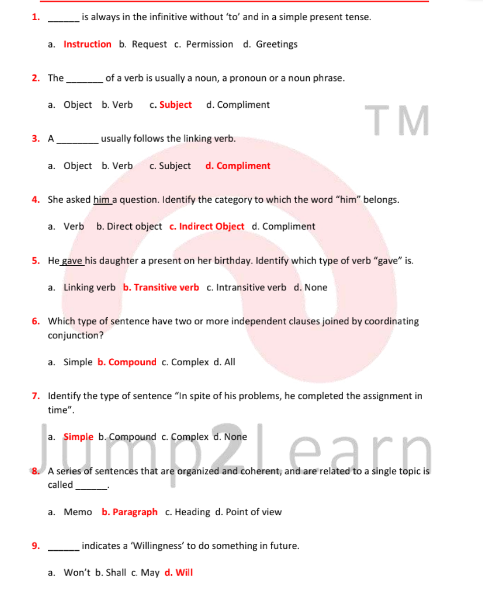 1. ______ is always in the infinitive without ‘to’ and in a simple present tense.
a. Instruction b. Request c. Permission d. Greetings
2. The _______ of a verb is usually a noun, a pronoun or a noun phrase.
a. Object b. Verb c. Subject d. Compliment
TM
3. A ________ usually follows the linking verb.
a. Object b. Verb c. Subject d. Compliment
4. She asked him a question. Identify the category to which the word “him” belongs.
a. Verb b. Direct object c. Indirect Object d. Compliment
5. He gave his daughter a present on her birthday. Identify which type of verb “gave” is.
a. Linking verb b. Transitive verb c. Intransitive verb d. None
6. Which type of sentence have two or more independent clauses joined by coordinating
conjunction?
a. Simple b. Compound c. Complex d. All
7. Identify the type of sentence “In spite of his problems, he completed the assignment in
time”.
a. Simple b. Compound c. Complex d. None
Jump2Learn
8. A series of sentences that are organized and coherent, and are related to a single topic is
called ______.
a. Memo b. Paragraph c. Heading d. Point of view
9. ______ indicates a ‘Willingness’ to do something in future.
a. Won’t b. Shall c. May d. Will